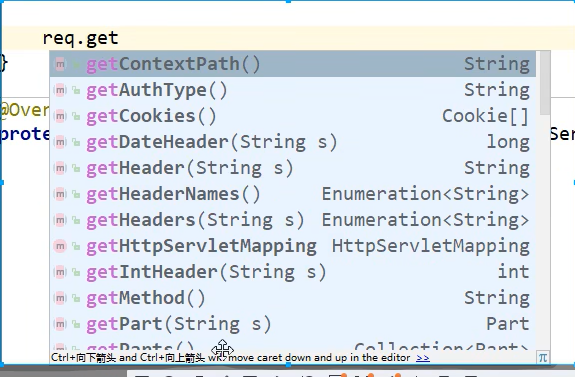 req.get
getContextPath() String
}
getAuthType() String
@Over
getCookies() Cookie[]
prote
getDateHeader(String s) long
Ser
getHeader(String s) String
getHeaderNames() Enumeration<String>
getHeaders(String s) Enumeration<String>
getHttpServletMapping HttpServletMapping
getIntHeader(String s) int
getMethod() String
getPart(String s) Part
getParts() Collection<Part>
Ctrl+向下箭头 and Ctrl+向上箭头 move caret down and up in the editor >>
π